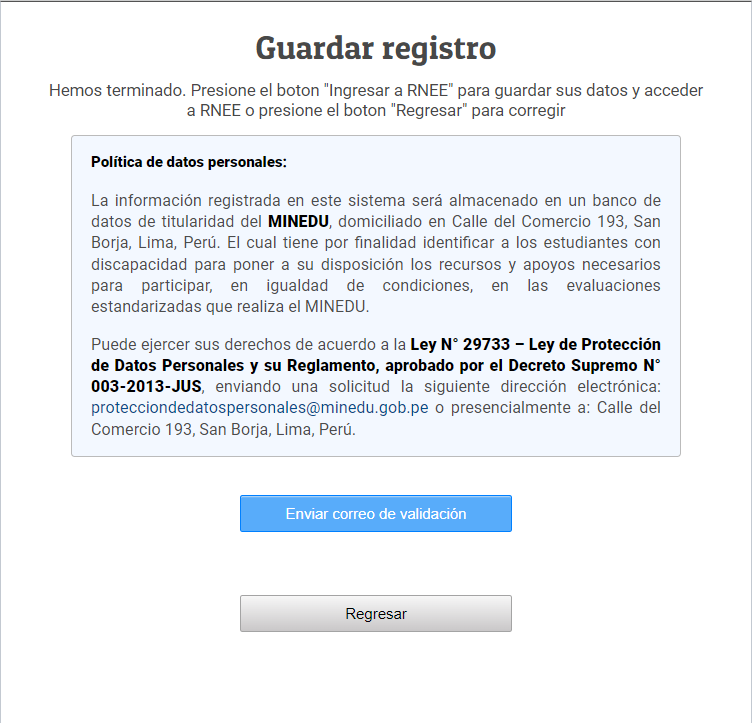 Guardar registro
Hemos terminado. Presione el boton "Ingresar a RNEE" para guardar sus datos y acceder
a RNEE o presione el boton "Regresar" para corregir
Política de datos personales:
La información registrada en este sistema será almacenado en un banco de
datos de titularidad del MINEDU, domiciliado en Calle del Comercio 193, San
Borja, Lima, Perú. El cual tiene por finalidad identificar a los estudiantes con
discapacidad para poner a su disposición los recursos y apoyos necesarios
para participar, en igualdad de condiciones, en las evaluaciones
estandarizadas que realiza el MINEDU.
Puede ejercer sus derechos de acuerdo a la Ley N° 29733 – Ley de Protección
de Datos Personales y su Reglamento, aprobado por el Decreto Supremo N°
003-2013-JUS, enviando una solicitud la siguiente dirección electrónica:
protecciondedatospersonales@minedu.gob.pe o presencialmente a: Calle del
Comercio 193, San Borja, Lima, Perú.
Enviar correo de validación
Regresar